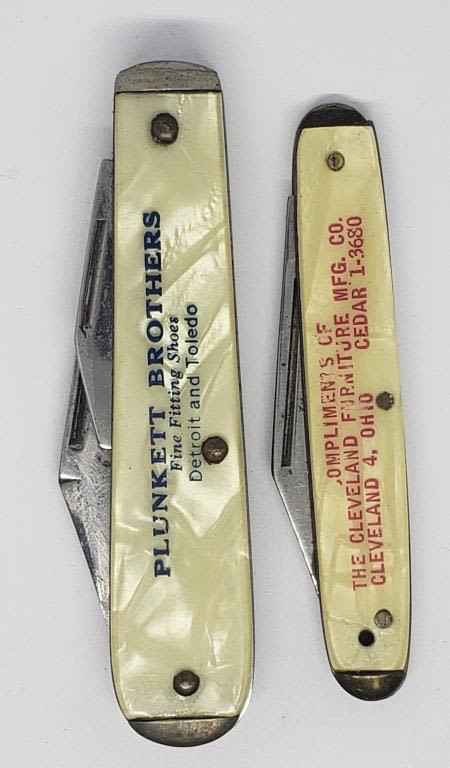 PLUNKETT BROTHERS
Fine Fitting Shoes
Detroit and Toledo
COMPLIMENTS OF
THE CLEVELAND FURNITURE MFG. CO.
CLEVELAND 4, OHIO CEDAR 1-3680